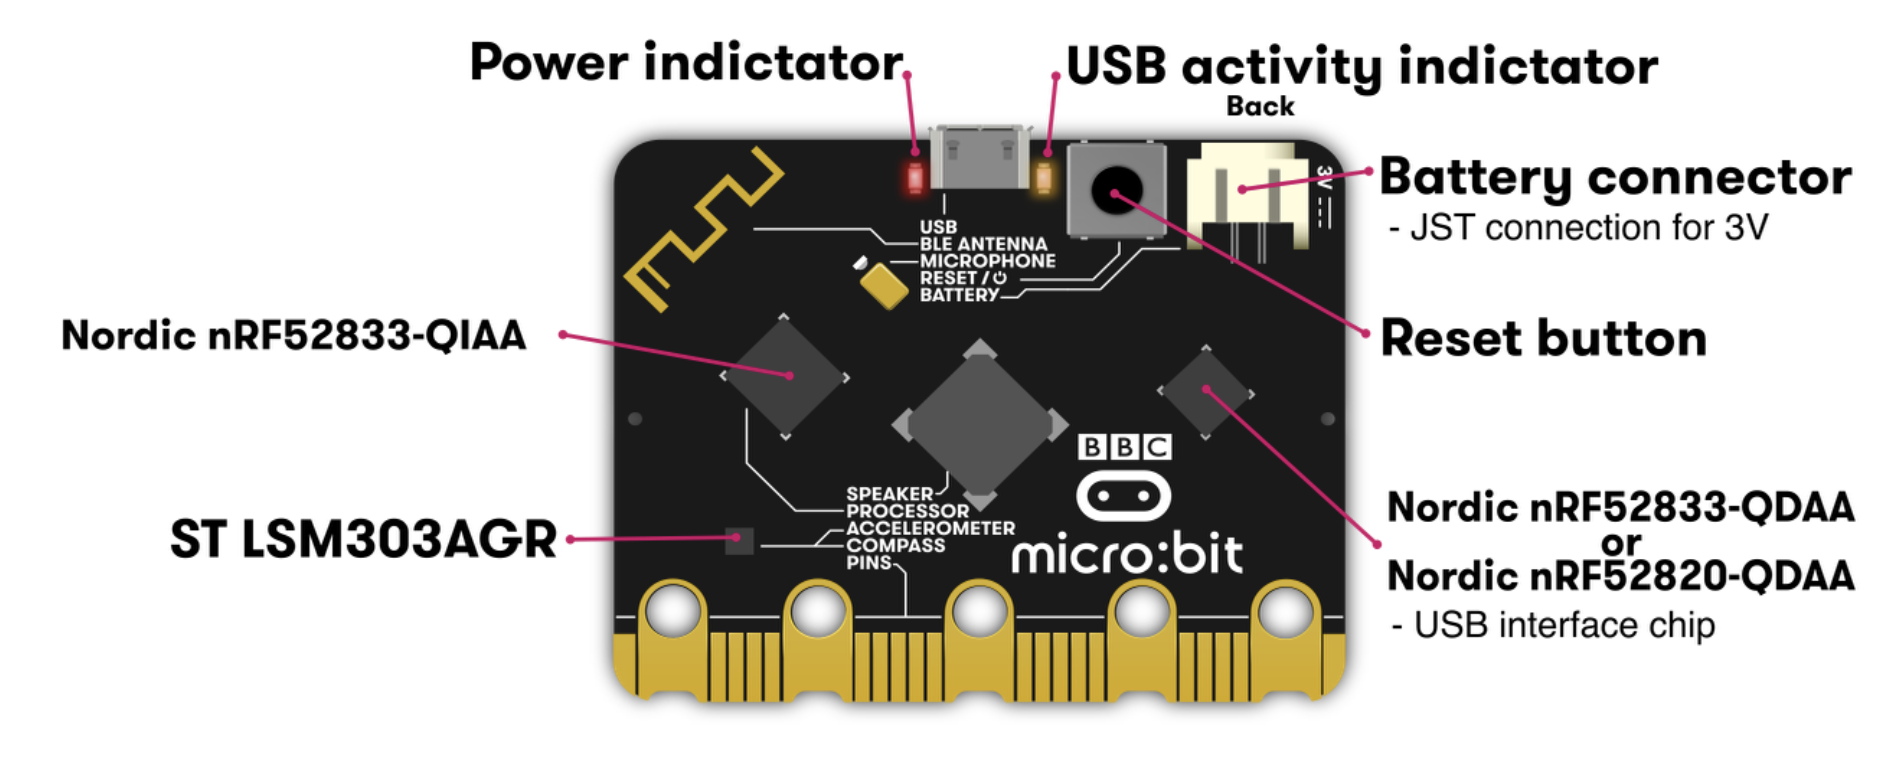 Power indictator
USB activity indictator
Back
Battery connector
- JST connection for 3V
3V
USB
BLE ANTENNA
MICROPHONE
RESET /⏻
BATTERY
Nordic nRF52833-QIAA
Reset button
BBC
SPEAKER
PROCESSOR
ACCELEROMETER
COMPASS
PINS
micro:bit
ST LSM303AGR
Nordic nRF52833-QDAA
or
Nordic nRF52820-QDAA
- USB interface chip